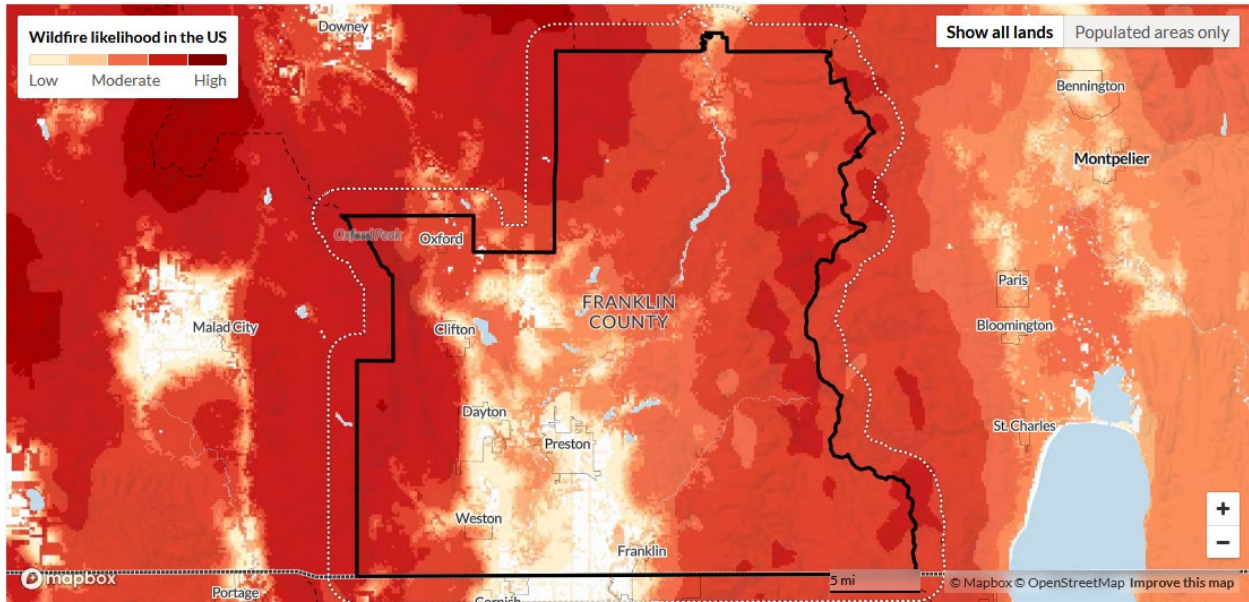 Wildfire likelihood in the US
Low Moderate High
Show all lands Populated areas only
Downey
Bennington
Montpelier
Oxford Peak
Oxford
Paris
FRANKLIN
COUNTY
Malad City
Clifton
Bloomington
Dayton
Preston
St. Charles
Weston
Franklin
+
−
mapbox
Portage
Cornish
5 mi
© Mapbox © OpenStreetMap Improve this map